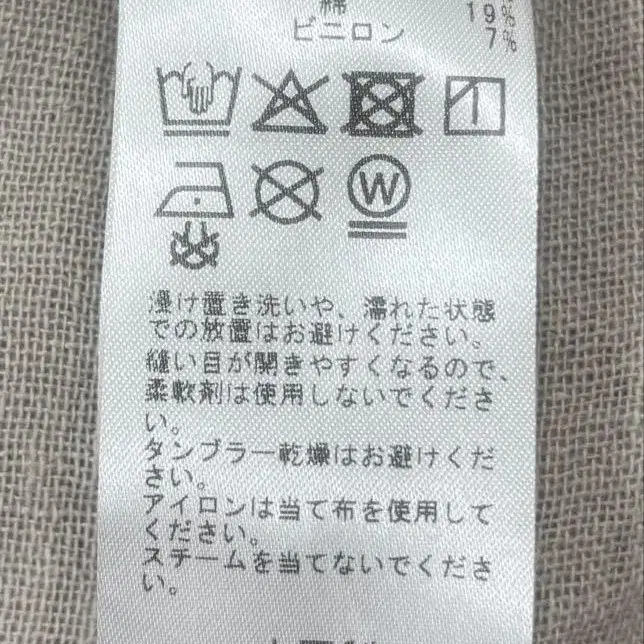 綿 19%
ビニロン 7%
W
浸け置き洗いや、濡れた状態
での放置はお避けください。
縫い目が開きやすくなるので、
柔軟剤は使用しないでくださ
い。
タンブラー乾燥はお避けくだ
さい。
アイロンは当て布を使用して
ください。
スチームを当てないでくださ
い。